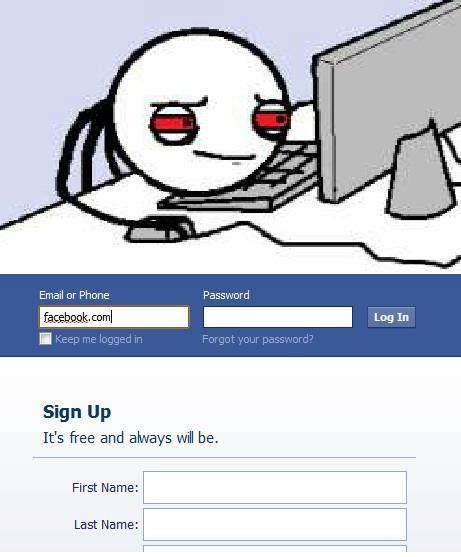 Email or Phone Password
facebook.com Log In
Keep me logged in Forgot your password?
Sign Up
It's free and always will be.
First Name:
Last Name: